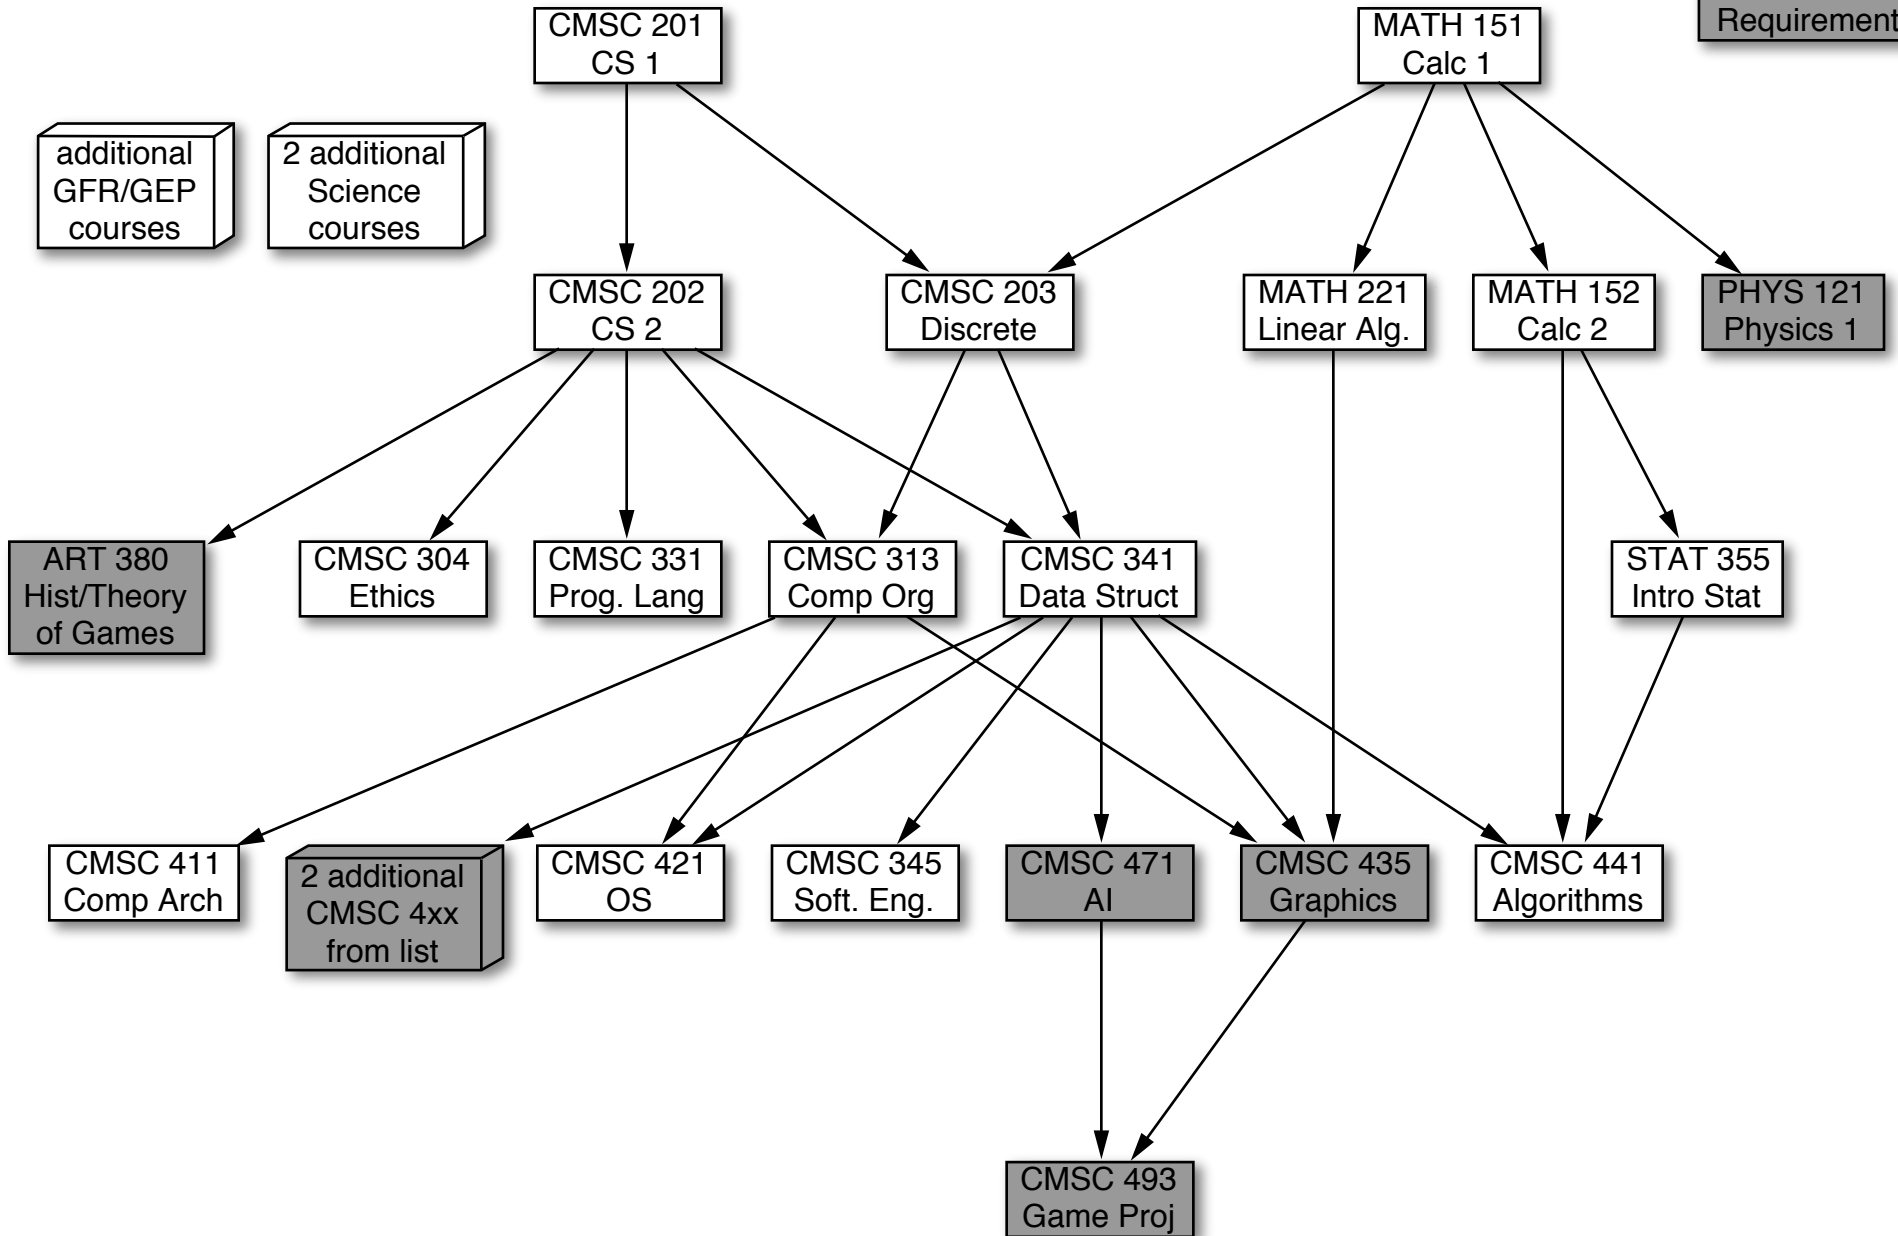 CMSC 201
CS 1
MATH 151
Calc 1
Requirement
additional
GFR/GEP
courses
2 additional
Science
courses
CMSC 202
CS 2
CMSC 203
Discrete
MATH 221
Linear Alg.
MATH 152
Calc 2
PHYS 121
Physics 1
ART 380
Hist/Theory
of Games
CMSC 304
Ethics
CMSC 331
Prog. Lang
CMSC 313
Comp Org
CMSC 341
Data Struct
STAT 355
Intro Stat
CMSC 411
Comp Arch
2 additional
CMSC 4xx
from list
CMSC 421
OS
CMSC 345
Soft. Eng.
CMSC 471
AI
CMSC 435
Graphics
CMSC 441
Algorithms
CMSC 493
Game Proj